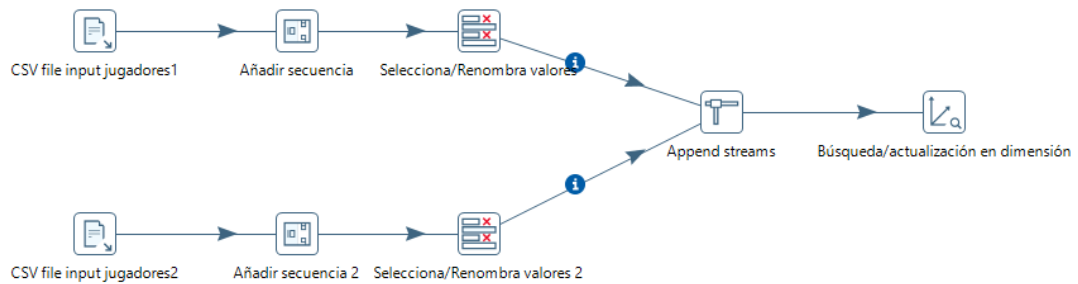 CSV file input jugadores1
Añadir secuencia
Selecciona/Renombra valores
Append streams
Búsqueda/actualización en dimensión
CSV file input jugadores2
Añadir secuencia 2
Selecciona/Renombra valores 2